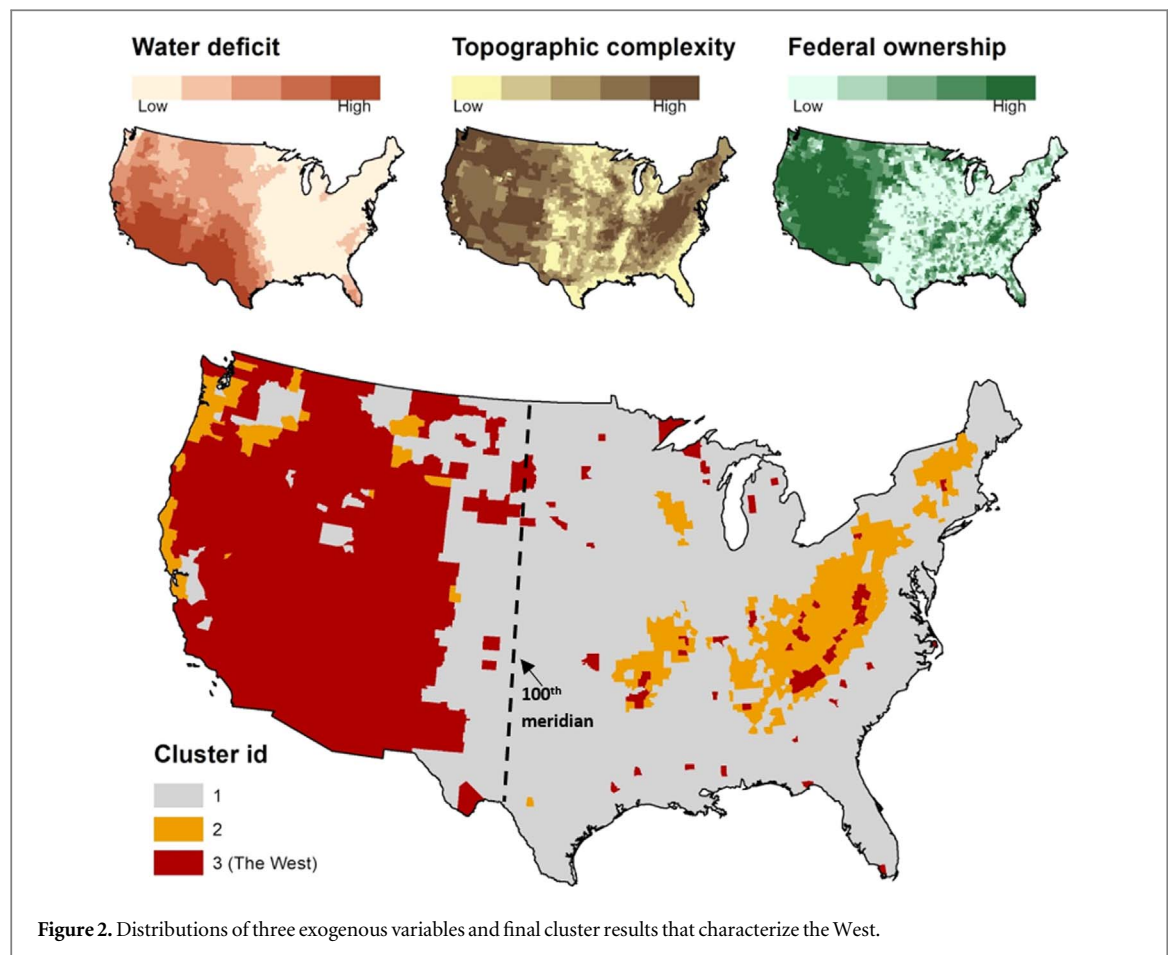 Water deficit
Topographic complexity
Federal ownership
Low High
Low High
Low High
100th
meridian
Cluster id
1
2
3 (The West)
Figure 2. Distributions of three exogenous variables and final cluster results that characterize the West.